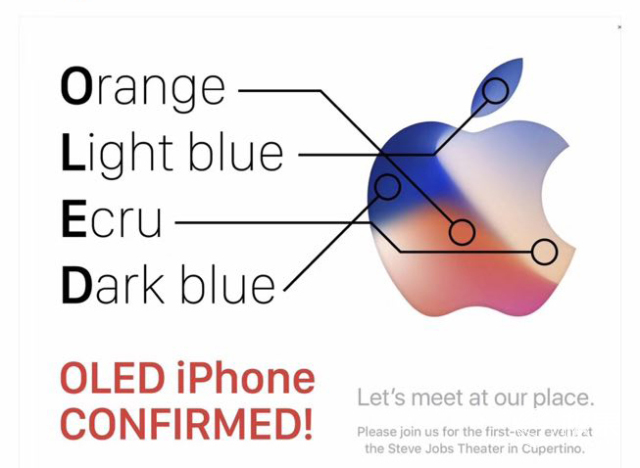 Orange
Light blue
Ecru
Dark blue
OLED iPhone
CONFIRMED!
Let's meet at our place.
Please join us for the first-ever event at
the Steve Jobs Theater in Cupertino.